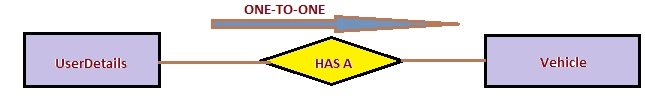 ONE-TO-ONE
UserDetails
HAS A
Vehicle